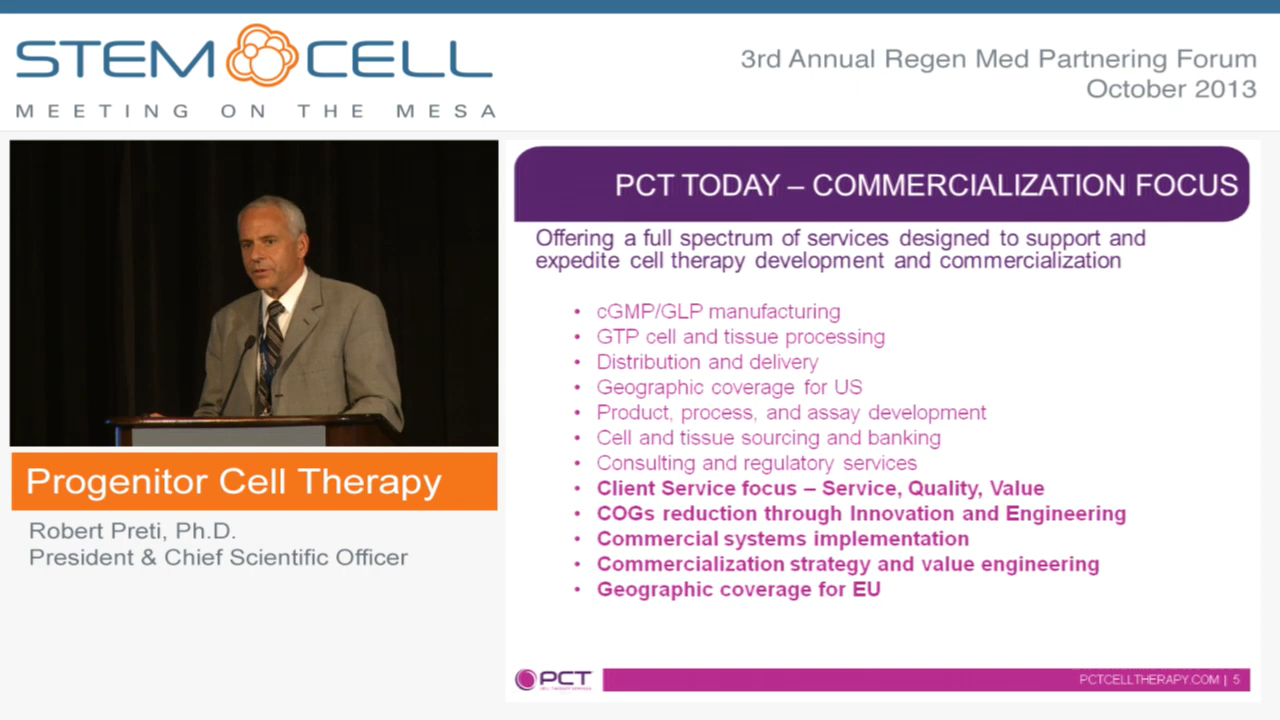 STEM CELL
MEETING ON THE MESA
3rd Annual Regen Med Partnering Forum
October 2013
Progenitor Cell Therapy
Robert Preti, Ph.D.
President & Chief Scientific Officer
PCT TODAY – COMMERCIALIZATION FOCUS
Offering a full spectrum of services designed to support and
expedite cell therapy development and commercialization
• cGMP/GLP manufacturing
• GTP cell and tissue processing
• Distribution and delivery
• Geographic coverage for US
• Product, process, and assay development
• Cell and tissue sourcing and banking
• Consulting and regulatory services
• Client Service focus – Service, Quality, Value
• COGs reduction through Innovation and Engineering
• Commercial systems implementation
• Commercialization strategy and value engineering
• Geographic coverage for EU
PCT
CELL THERAPY SERVICES
PCTCELLTHERAPY.COM | 5